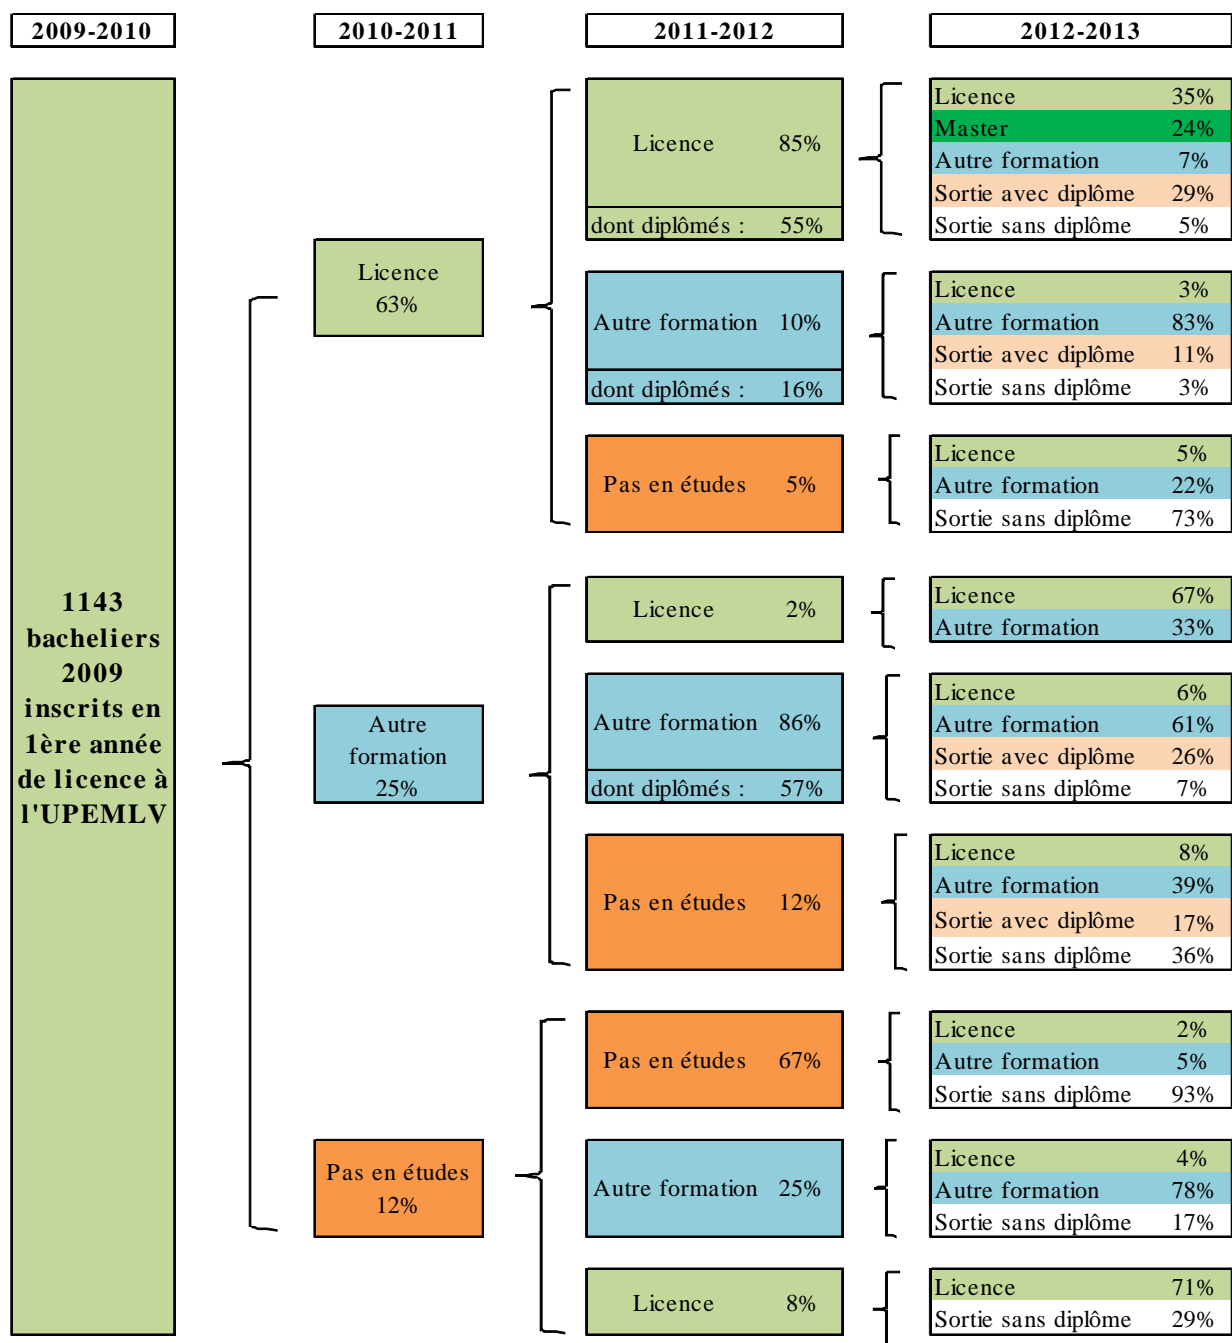 2009-2010 2010-2011 2011-2012 2012-2013
1143
bacheliers
2009
inscrits en
1ère année
de licence à
l'UPEMLV
Licence
63%
Licence 85%
dont diplômés : 55%
Licence 35%
Master 24%
Autre formation 7%
Sortie avec diplôme 29%
Sortie sans diplôme 5%
Autre formation 10%
dont diplômés : 16%
Licence 3%
Autre formation 83%
Sortie avec diplôme 11%
Sortie sans diplôme 3%
Pas en études 5%
Licence 5%
Autre formation 22%
Sortie sans diplôme 73%
Autre
formation
25%
Licence 2%
Licence 67%
Autre formation 33%
Autre formation 86%
dont diplômés : 57%
Licence 6%
Autre formation 61%
Sortie avec diplôme 26%
Sortie sans diplôme 7%
Pas en études 12%
Licence 8%
Autre formation 39%
Sortie avec diplôme 17%
Sortie sans diplôme 36%
Pas en études
12%
Pas en études 67%
Licence 2%
Autre formation 5%
Sortie sans diplôme 93%
Autre formation 25%
Licence 4%
Autre formation 78%
Sortie sans diplôme 17%
Licence 8%
Licence 71%
Sortie sans diplôme 29%